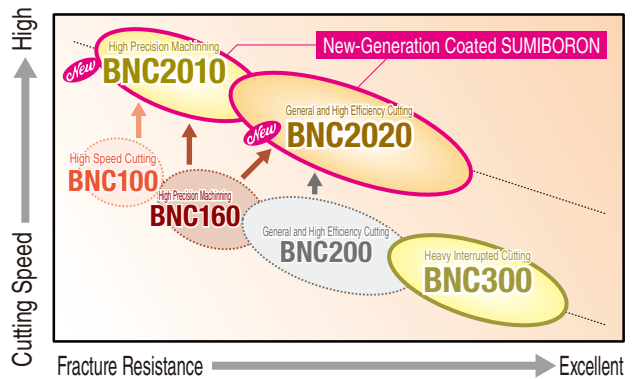 High
Cutting Speed
High Precision Machinning
New
BNC2010
New-Generation Coated SUMIBORON
General and High Efficiency Cutting
New
BNC2020
High Speed Cutting
BNC100
High Precision Machinning
BNC160
General and High Efficiency Cutting
BNC200
Heavy Interrupted Cutting
BNC300
Fracture Resistance
Excellent